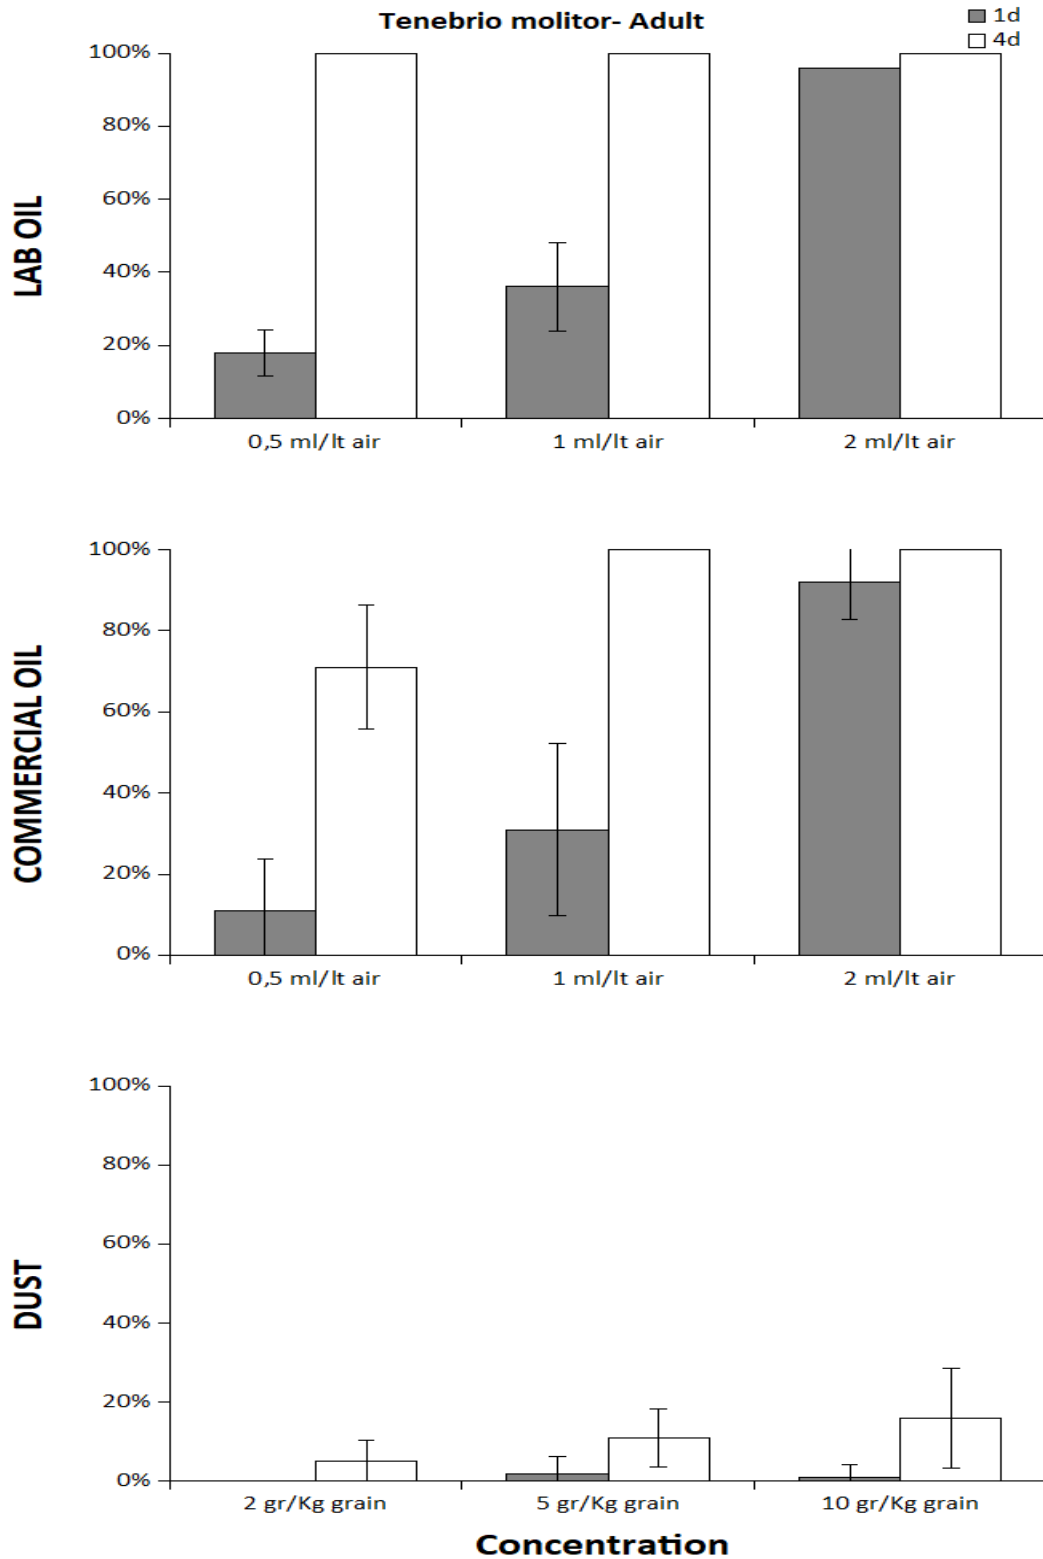 Tenebrio molitor- Adult
1d
4d
LAB OIL
100%
80%
60%
40%
20%
0%
0,5 ml/lt air
1 ml/lt air
2 ml/lt air
COMMERCIAL OIL
100%
80%
60%
40%
20%
0%
0,5 ml/lt air
1 ml/lt air
2 ml/lt air
DUST
100%
80%
60%
40%
20%
0%
2 gr/Kg grain
5 gr/Kg grain
10 gr/Kg grain
Concentration